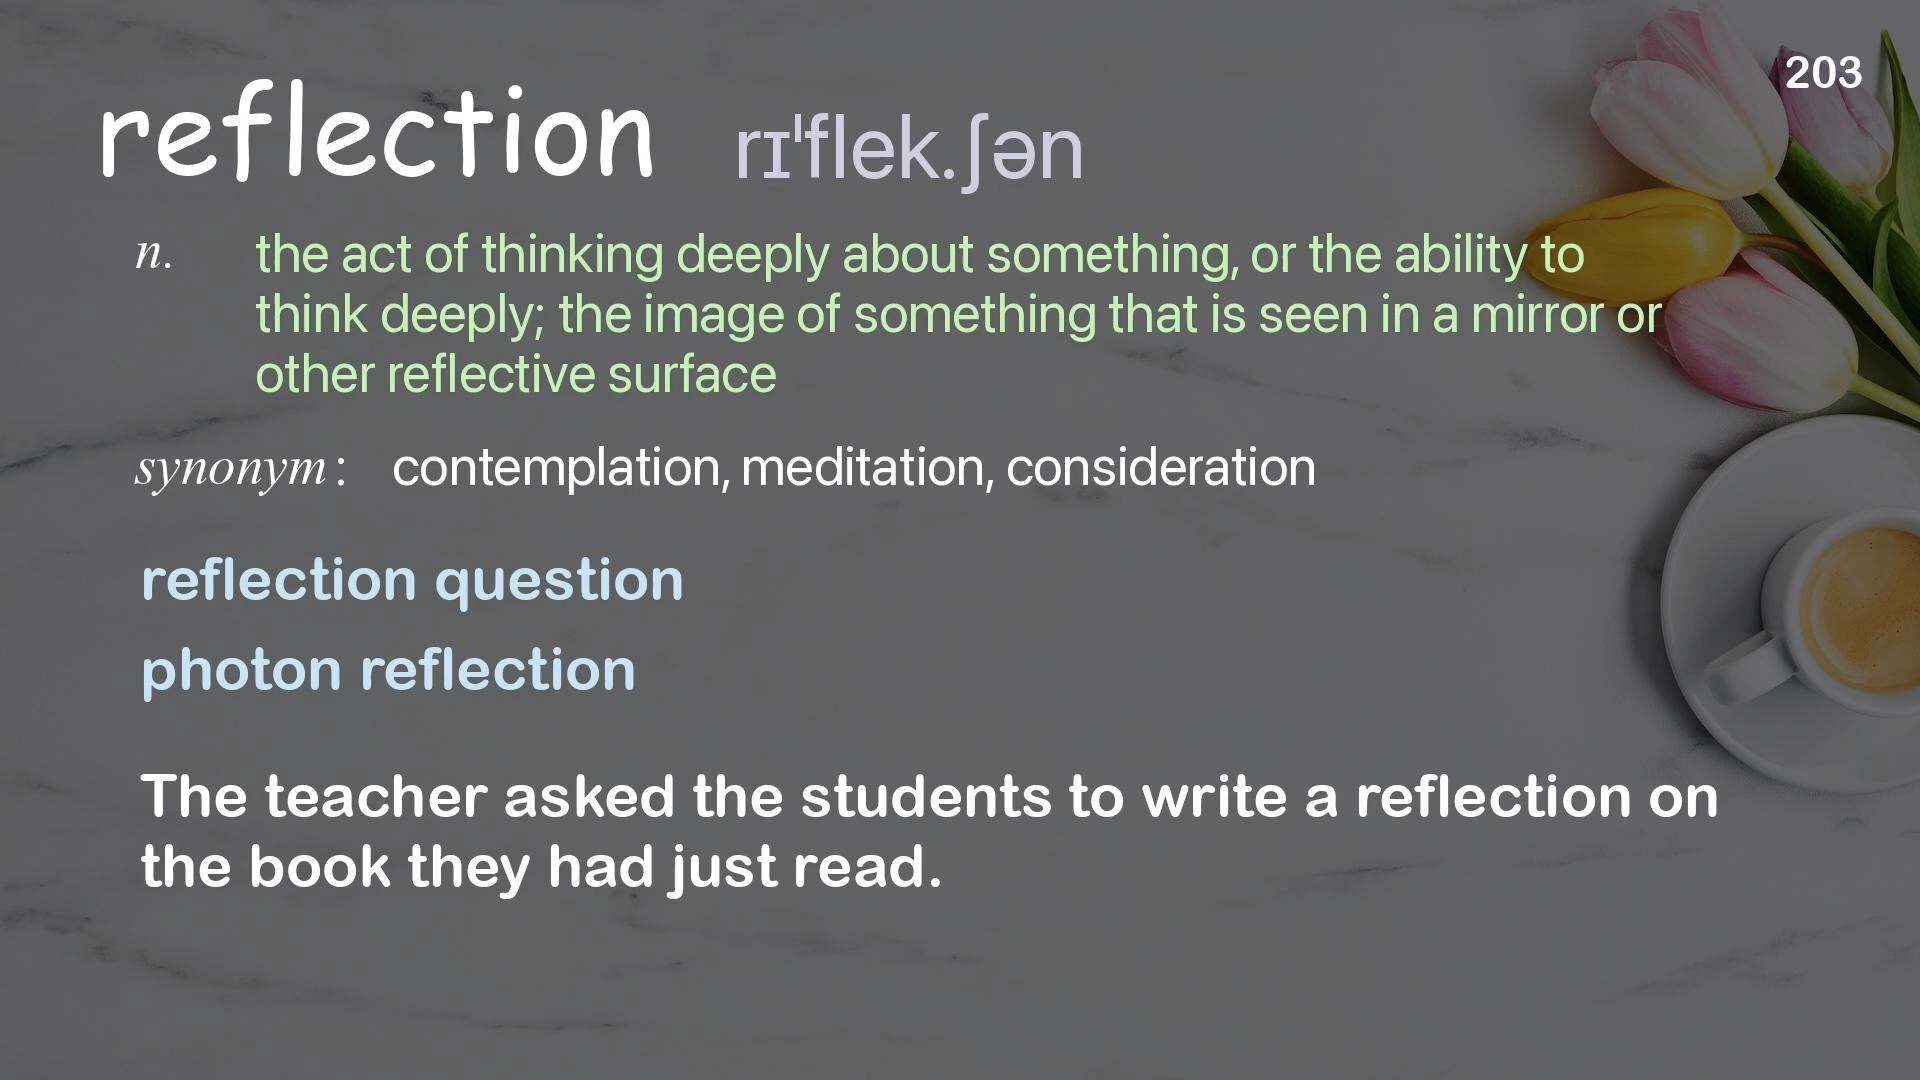 203
reflection rɪˈflek.ʃən
n. the act of thinking deeply about something, or the ability to
think deeply; the image of something that is seen in a mirror or
other reflective surface
synonym: contemplation, meditation, consideration
reflection question
photon reflection
The teacher asked the students to write a reflection on
the book they had just read.